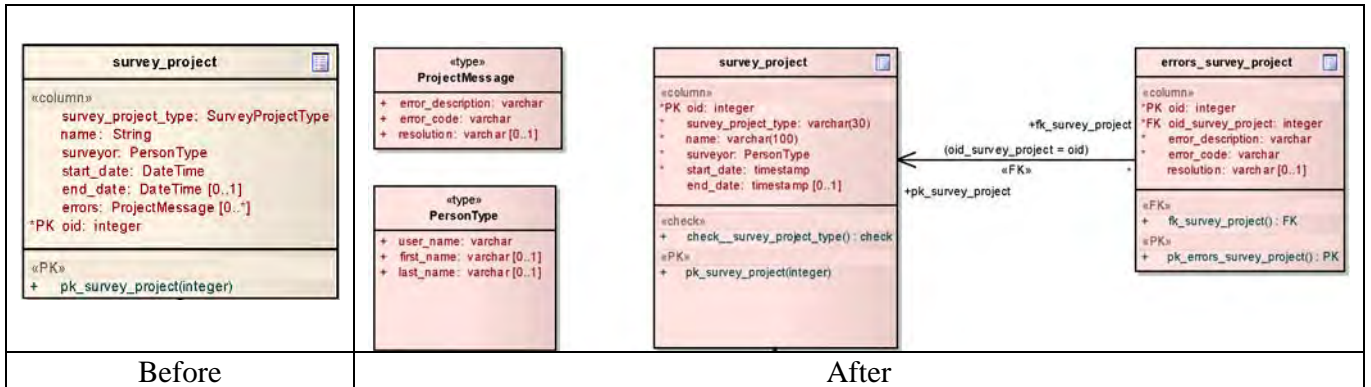 survey_project
«column»
survey_project_type: SurveyProjectType
name: String
surveyor: PersonType
start_date: DateTime
end_date: DateTime [0..1]
errors: ProjectMessage [0..*]
*PK oid: integer
«PK»
+ pk_survey_project(integer)
«type»
ProjectMessage
+ error_description: varchar
+ error_code: varchar
+ resolution: varchar [0..1]
«type»
PersonType
+ user_name: varchar
+ first_name: varchar [0..1]
+ last_name: varchar [0..1]
survey_project
«column»
*PK oid: integer
* survey_project_type: varchar(30)
* name: varchar(100)
* surveyor: PersonType
* start_date: timestamp
end_date: timestamp [0..1]
«check»
+ check__survey_project_type() : check
«PK»
+ pk_survey_project(integer)
+fk_survey_project
(oid_survey_project = oid)
«FK»
*
+pk_survey_project
errors_survey_project
«column»
*PK oid: integer
*FK oid_survey_project: integer
* error_description: varchar
* error_code: varchar
resolution: varchar [0..1]
«FK»
+ fk_survey_project() : FK
«PK»
+ pk_errors_survey_project() : PK
Before
After